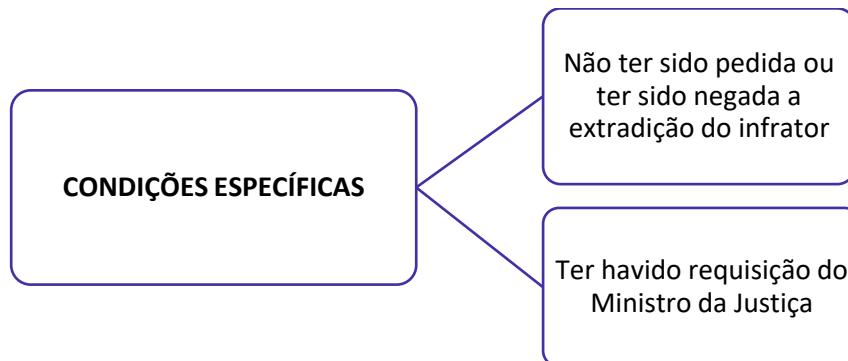 CONDIÇÕES ESPECÍFICAS
Não ter sido pedida ou
ter sido negada a
extradição do infrator
Ter havido requisição do
Ministro da Justiça